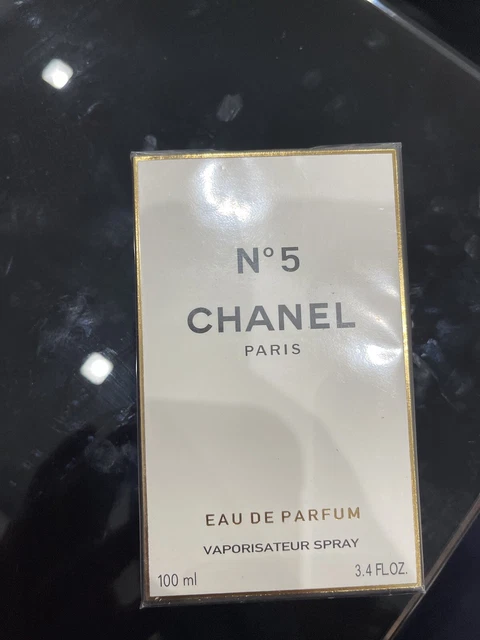 N° 5
CHANEL
PARIS
EAU DE PARFUM
VAPORISATEUR SPRAY
100 ml 3.4 FL.OZ.